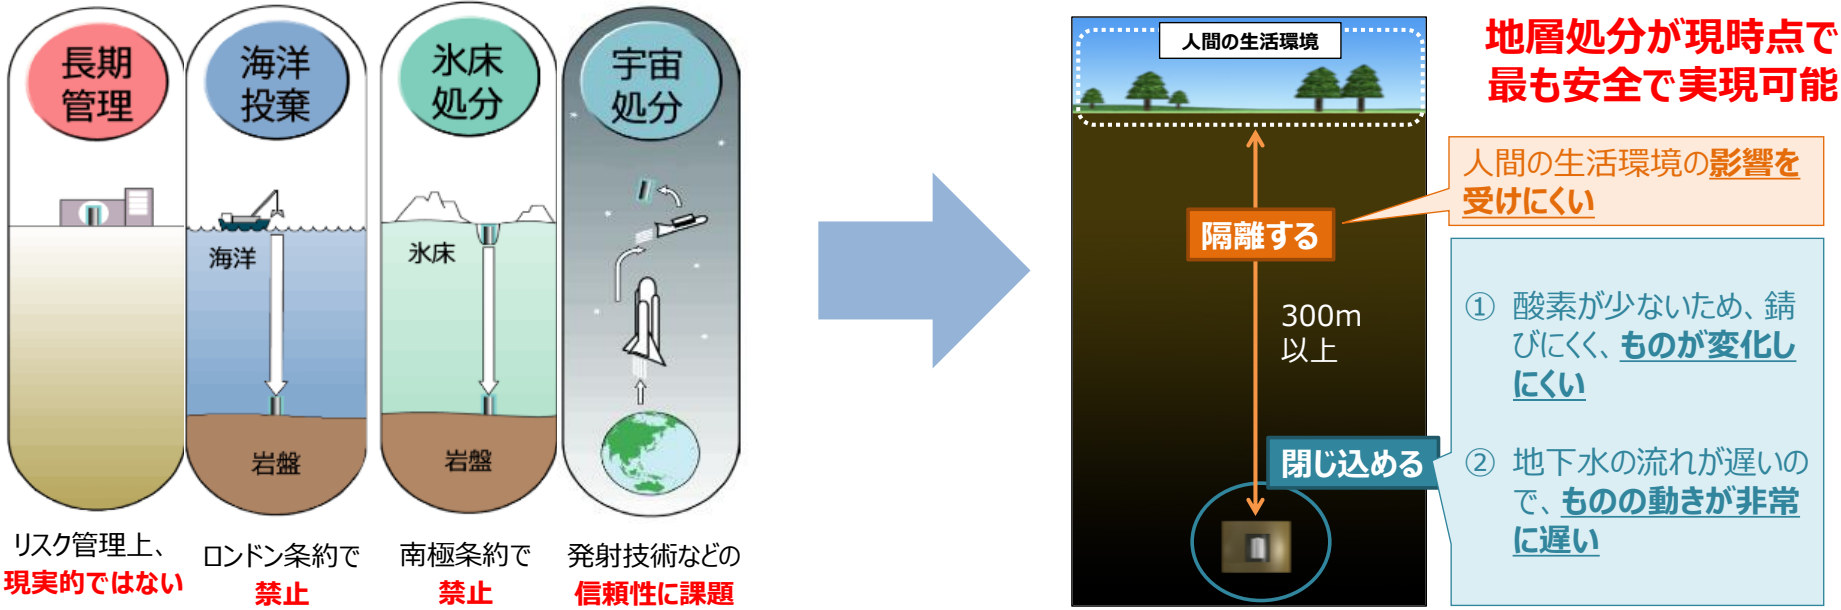 長期
管理
リスク管理上、
現実的ではない
海洋
投棄
海洋
岩盤
ロンドン条約で
禁止
氷床
処分
氷床
岩盤
南極条約で
禁止
宇宙
処分
発射技術などの
信頼性に課題
人間の生活環境
隔離する
300m
以上
閉じ込める
地層処分が現時点で
最も安全で実現可能
人間の生活環境の影響を
受けにくい
① 酸素が少ないため、錆
びにくく、ものが変化し
にくい
② 地下水の流れが遅いの
で、ものの動きが非常
に遅い